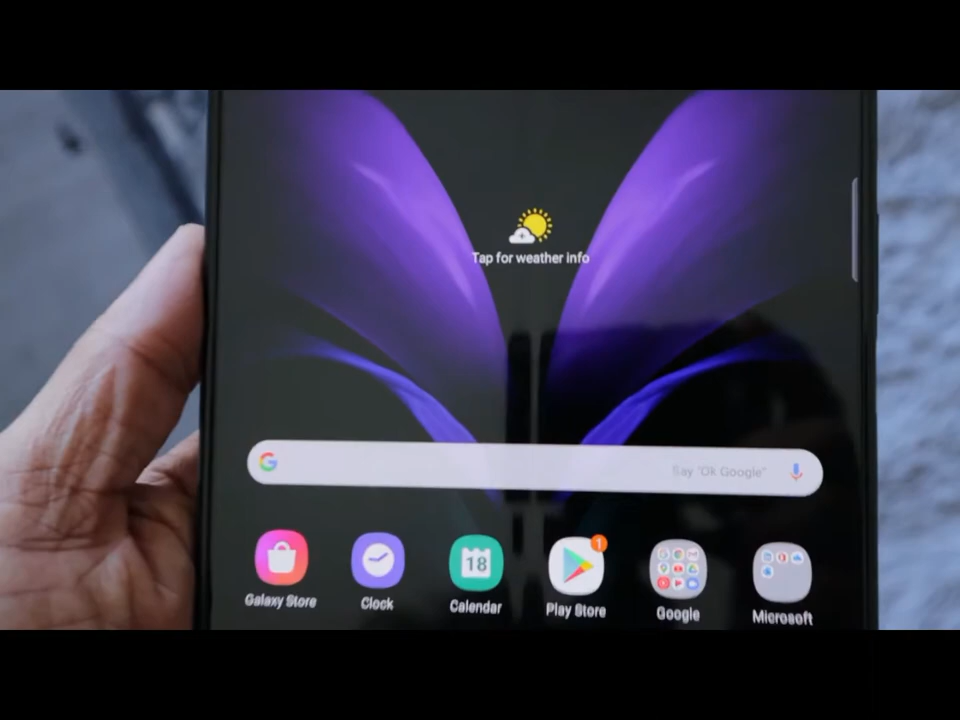 Tap for weather info
Say "Ok Google"
18
1
Galaxy Store
Clock
Calendar
Play Store
Google
Microsoft